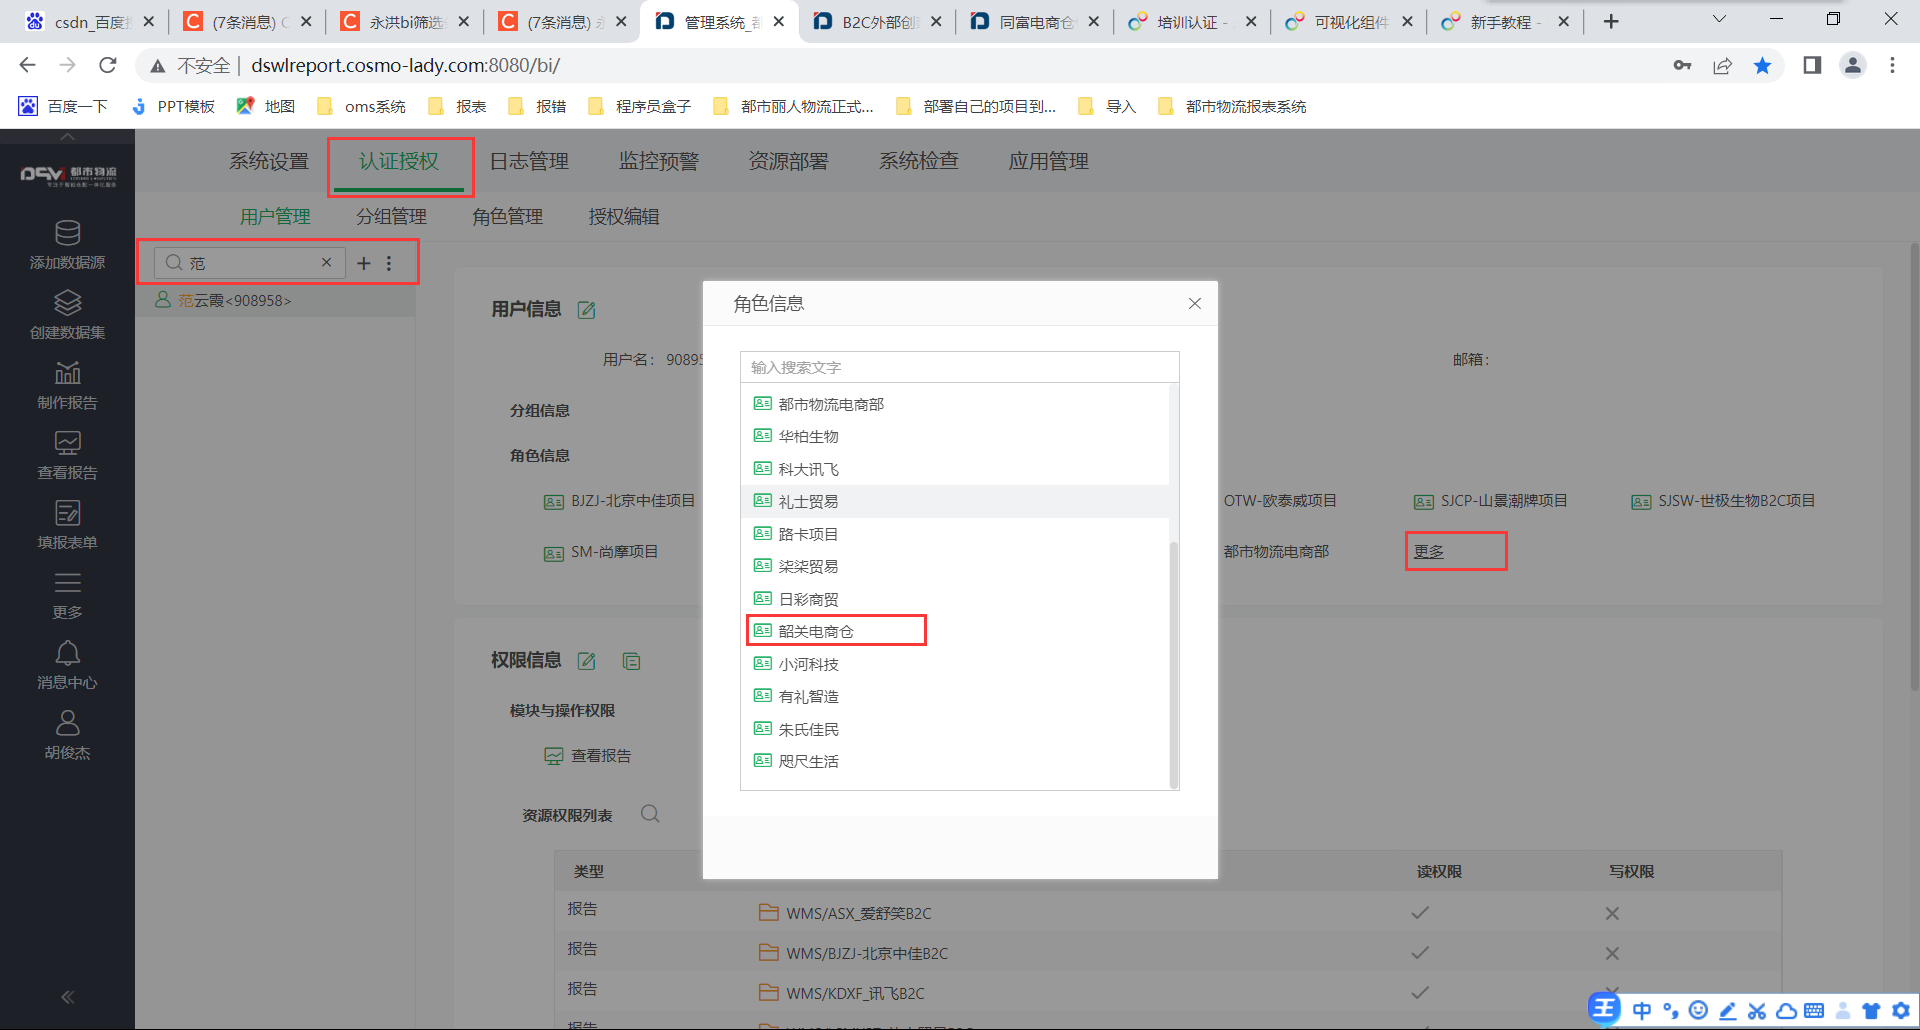 csdn_百度搜
(7条消息) C
永洪bi筛选
(7条消息) 永
管理系统_都
B2C外部创
同富电商仓
培训认证 -
可视化组件
新手教程 -
不安全 | dswlreport.cosmo-lady.com:8080/bi/
百度一下
PPT模板
地图
oms系统
报表
报错
程序员盒子
都市丽人物流正式...
部署自己的项目到...
导入
都市物流报表系统
都市物流
系统设置
认证授权
日志管理
监控预警
资源部署
系统检查
应用管理
用户管理
分组管理
角色管理
授权编辑
添加数据源
创建数据集
制作报告
查看报告
填报表单
更多
消息中心
胡俊杰
范
范云霞<908958>
用户信息
用户名： 90895
邮箱：
分组信息
角色信息
BJZJ-北京中佳项目
OTW-欧泰威项目
SJCP-山景潮牌项目
SJSW-世极生物B2C项目
SM-尚摩项目
都市物流电商部
更多
权限信息
模块与操作权限
查看报告
资源权限列表
类型
读权限
写权限
报告
WMS/ASX_爱舒笑B2C
报告
WMS/BJZJ-北京中佳B2C
报告
WMS/KDXF_讯飞B2C
报告
角色信息
输入搜索文字
都市物流电商部
华柏生物
科大讯飞
礼士贸易
路卡项目
柒柒贸易
日彩商贸
韶关电商仓
小河科技
有礼智造
朱氏佳民
咫尺生活
中